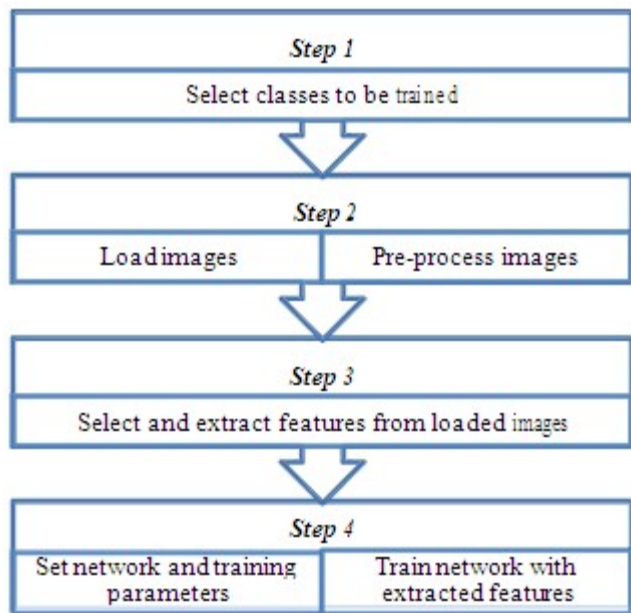 Step 1
Select classes to be trained
Step 2
Load images
Pre-process images
Step 3
Select and extract features from loaded images
Step 4
Set network and training
parameters
Train network with
extracted features